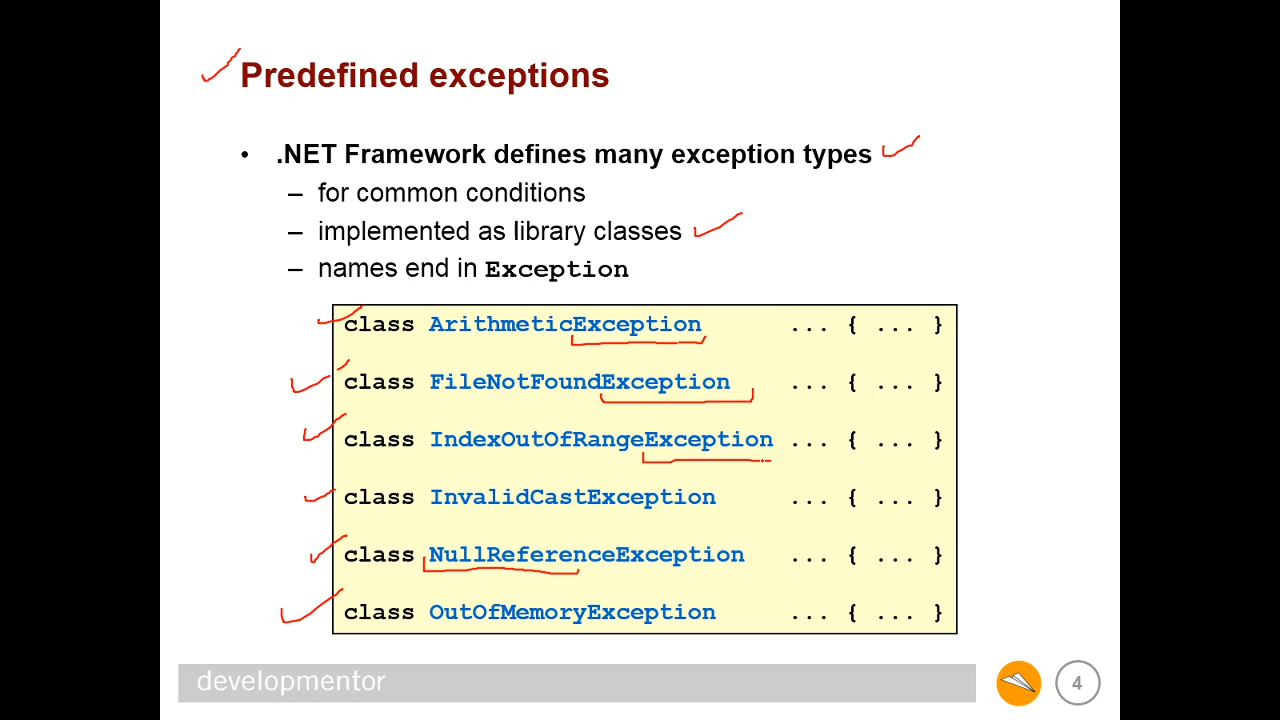 Predefined exceptions
• .NET Framework defines many exception types
– for common conditions
– implemented as library classes
– names end in Exception
class ArithmeticException ... { ... }
class FileNotFoundException ... { ... }
class IndexOutOfRangeException ... { ... }
class InvalidCastException ... { ... }
class NullReferenceException ... { ... }
class OutOfMemoryException ... { ... }
developmentor
4